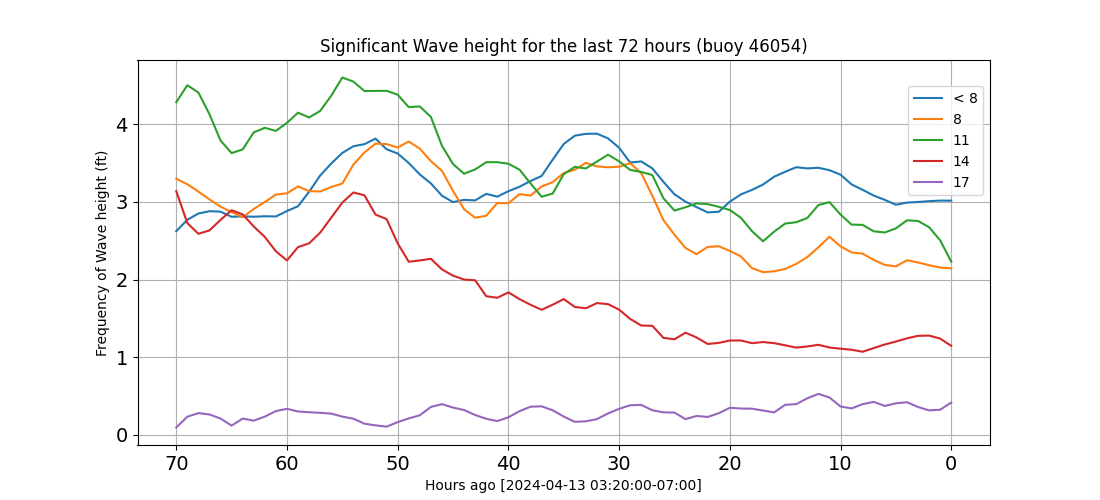 Significant Wave height for the last 72 hours (buoy 46054)
Frequency of Wave height (ft)
4
3
2
1
0
< 8
8
11
14
17
70 60 50 40 30 20 10 0
Hours ago [2024-04-13 03:20:00-07:00]